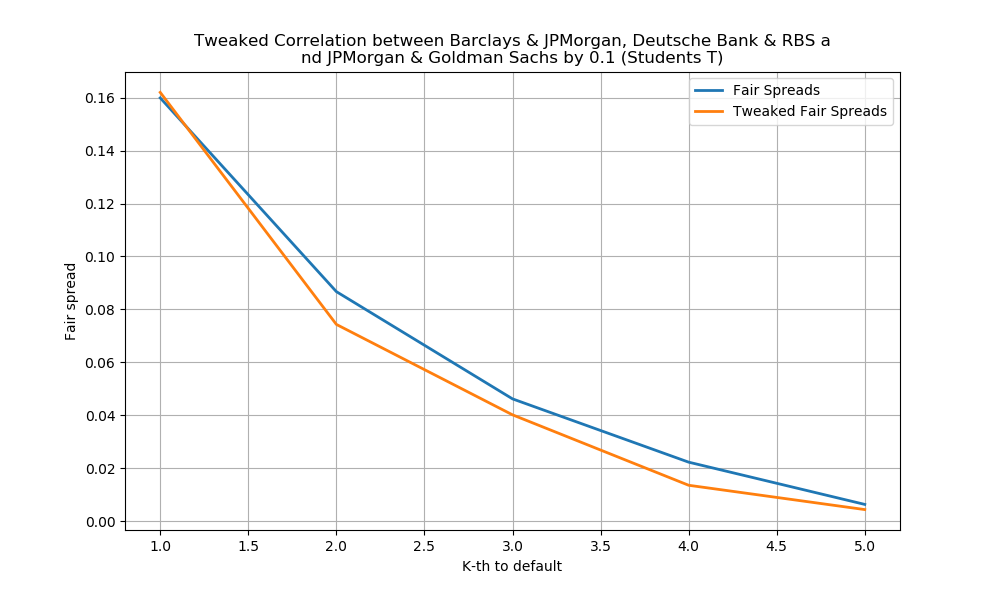 Tweaked Correlation between Barclays & JPMorgan, Deutsche Bank & RBS a
nd JPMorgan & Goldman Sachs by 0.1 (Students T)
Fair Spreads
Tweaked Fair Spreads
Fair spread
0.16
0.14
0.12
0.10
0.08
0.06
0.04
0.02
0.00
1.0 1.5 2.0 2.5 3.0 3.5 4.0 4.5 5.0
K-th to default